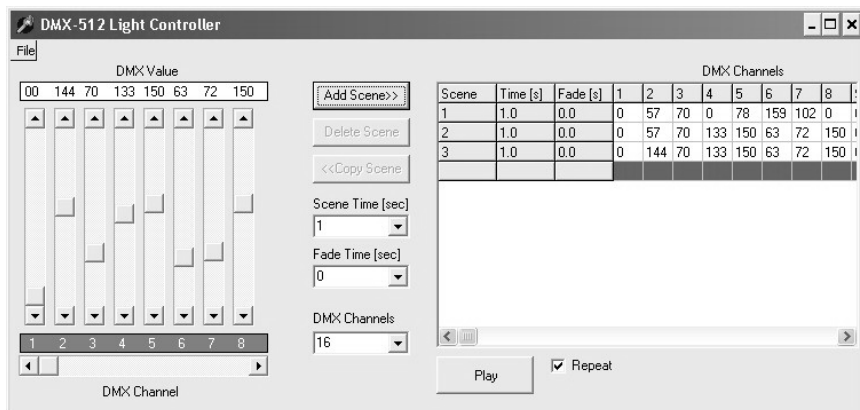 DMX-512 Light Controller
File
DMX Value
00 144 70 133 150 63 72 150
1 2 3 4 5 6 7 8
DMX Channel
Add Scene>>
Delete Scene
<<Copy Scene
Scene Time [sec]
1
Fade Time [sec]
0
DMX Channels
16
DMX Channels
Scene Time [s] Fade [s] 1 2 3 4 5 6 7 8
1 1.0 0.0 0 57 70 0 78 159 102 0
2 1.0 0.0 0 57 70 133 150 63 72 150
3 1.0 0.0 0 144 70 133 150 63 72 150
Play
Repeat